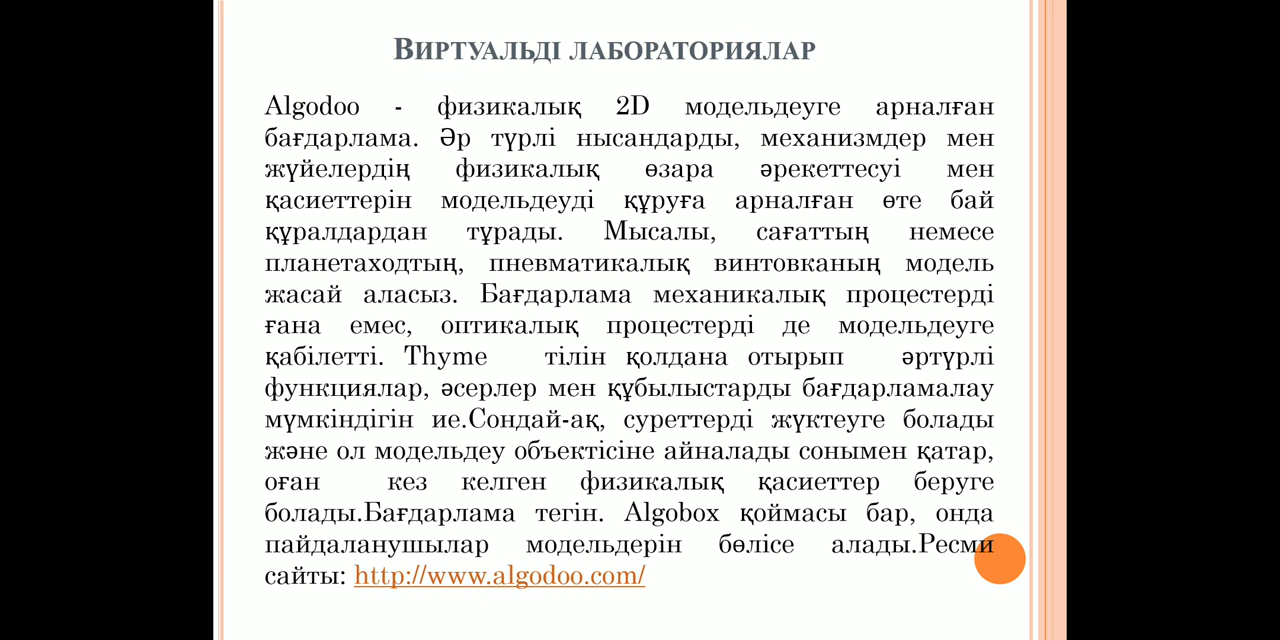 Виртуальді лабораториялар
Algodoo - физикалық 2D модельдеуге арналған
бағдарлама. Әр түрлі нысандарды, механизмдер мен
жүйелердің физикалық өзара әрекеттесуі мен
қасиеттерін модельдеуді құруға арналған өте бай
құралдардан тұрады. Мысалы, сағаттың немесе
планетаходтың, пневматикалық винтовканың модель
жасай аласыз. Бағдарлама механикалық процестерді
ғана емес, оптикалық процестерді де модельдеуге
қабілетті. Thyme тілін қолдана отырып әртүрлі
функциялар, әсерлер мен құбылыстарды бағдарламалау
мүмкіндігін ие.Сондай-ақ, суреттерді жүктеуге болады
және ол модельдеу объектісіне айналады сонымен қатар,
оған кез келген физикалық қасиеттер беруге
болады.Бағдарлама тегін. Algobox қоймасы бар, онда
пайдаланушылар модельдерін бөлісе алады.Ресми
сайты: http://www.algodoo.com/